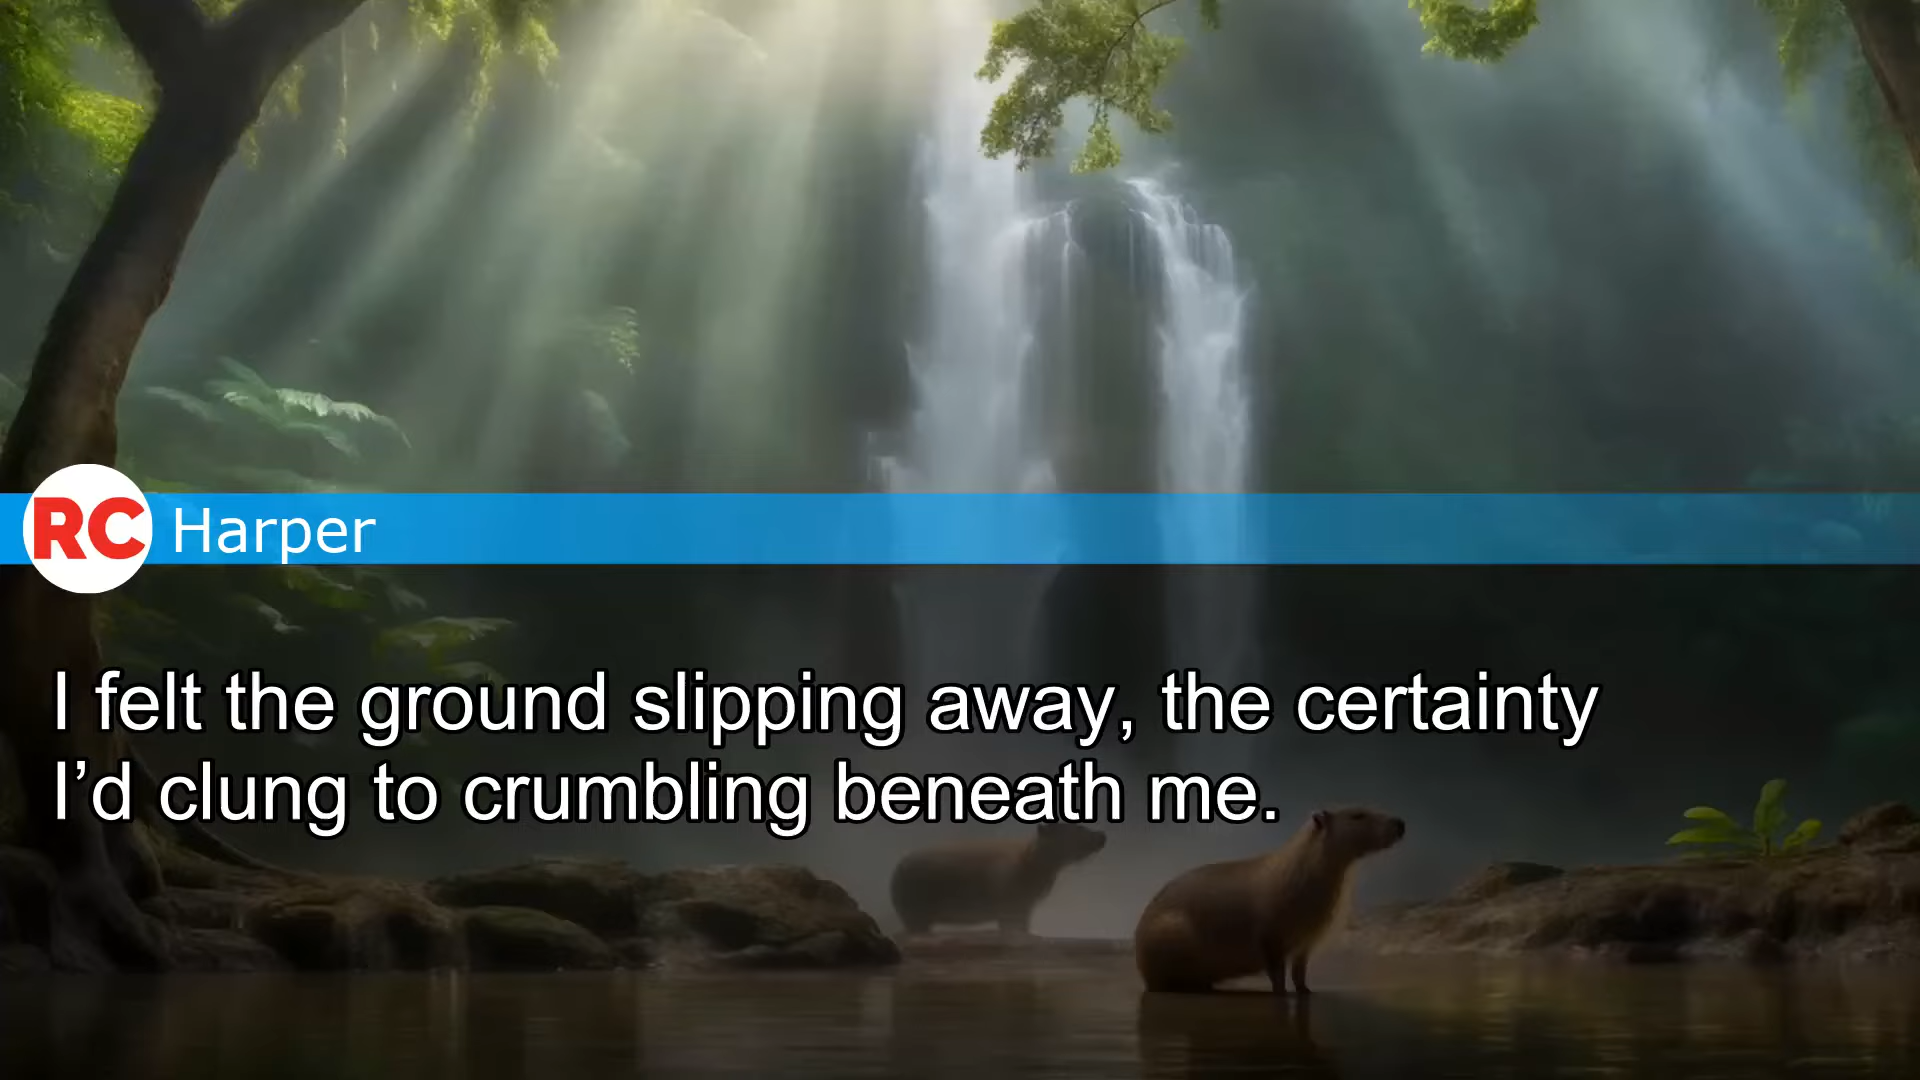 RC Harper
I felt the ground slipping away, the certainty
I’d clung to crumbling beneath me.